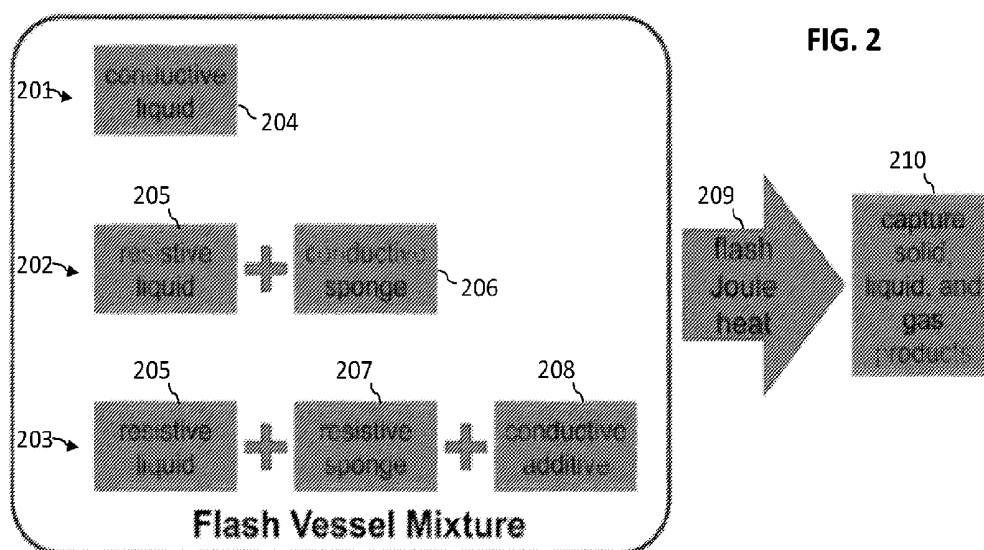 FIG. 2
201
conductive
liquid
204
205
202
resistive
liquid
+
conductive
sponge
206
205
207
208
203
resistive
liquid
+
resistive
sponge
+
conductive
additive
Flash Vessel Mixture
209
flash
Joule
heat
210
capture
solid
liquid, and
gas
products